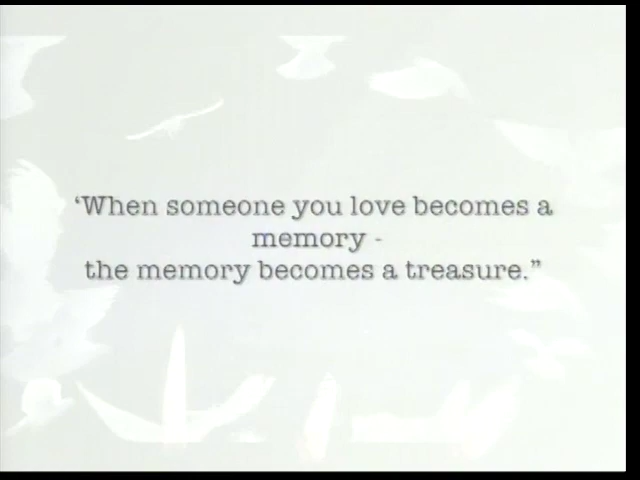 ‘When someone you love becomes a
memory -
the memory becomes a treasure.”